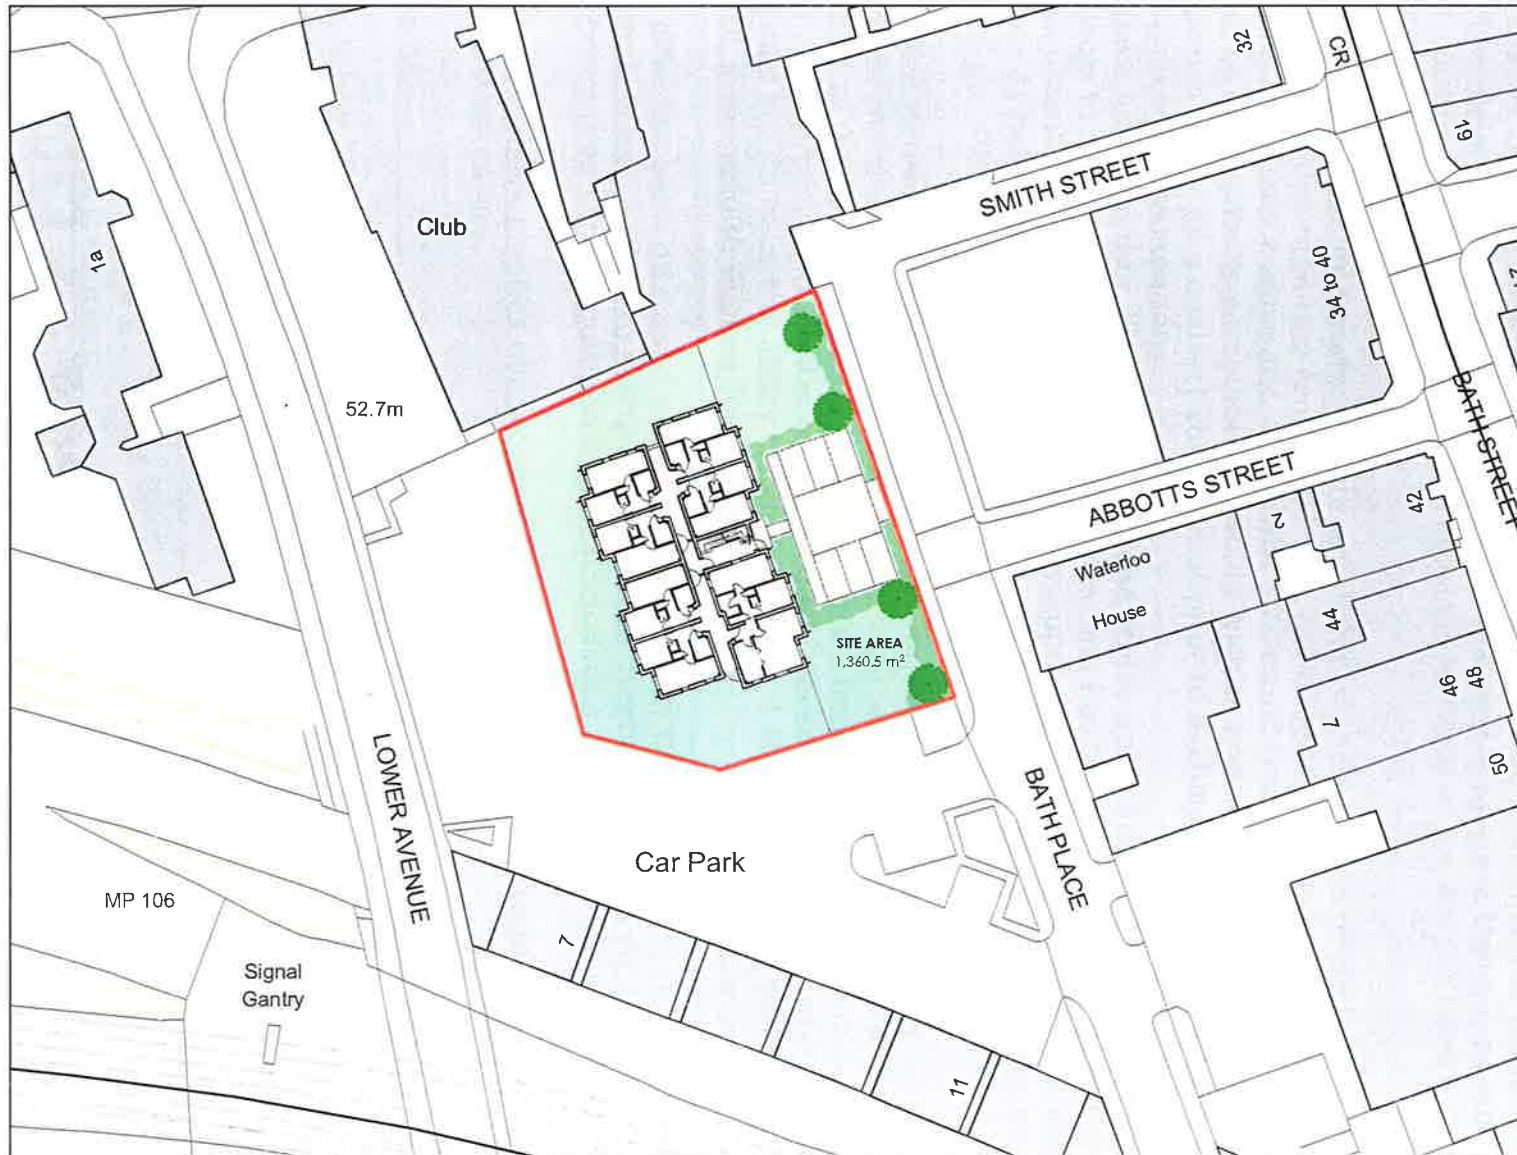 32
CR
61
SMITH STREET
Club
1a
34 to 40
52.7m
BATH STREET
ABBOTTS STREET
42
2
Waterloo
House
44
SITE AREA
1,360.5 m²
46
48
7
50
LOWER AVENUE
BATH PLACE
Car Park
MP 106
7
Signal
Gantry
11